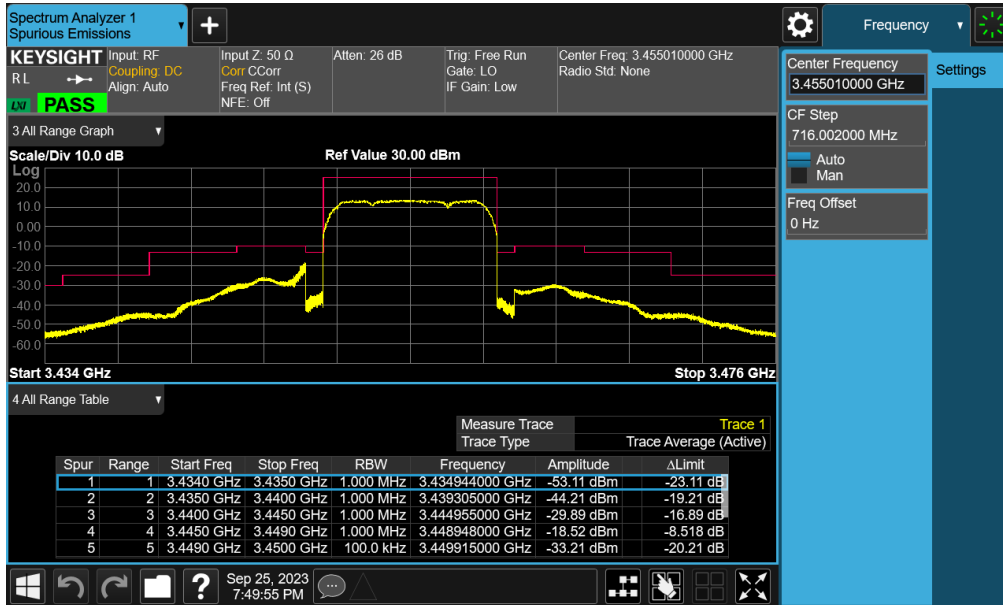 Spectrum Analyzer 1
Spurious Emissions
+
Frequency
KEYSIGHT
R L
LXI
PASS
Input: RF
Coupling: DC
Align: Auto
Input Z: 50 Ω
Corr CCorr
Freq Ref: Int (S)
NFE: Off
Atten: 26 dB
Trig: Free Run
Gate: LO
IF Gain: Low
Center Freq: 3.455010000 GHz
Radio Std: None
Center Frequency
3.455010000 GHz
Settings
CF Step
716.002000 MHz
Auto
Man
Freq Offset
0 Hz
3 All Range Graph
Scale/Div 10.0 dB
Ref Value 30.00 dBm
Log
20.0
10.0
0.00
-10.0
-20.0
-30.0
-40.0
-50.0
-60.0
Start 3.434 GHz
Stop 3.476 GHz
4 All Range Table
Measure Trace Trace 1
Trace Type Trace Average (Active)
Spur Range Start Freq Stop Freq RBW Frequency Amplitude ΔLimit
1 1 3.4340 GHz 3.4350 GHz 1.000 MHz 3.434944000 GHz -53.11 dBm -23.11 dB
2 2 3.4350 GHz 3.4400 GHz 1.000 MHz 3.439305000 GHz -44.21 dBm -19.21 dB
3 3 3.4400 GHz 3.4450 GHz 1.000 MHz 3.444955000 GHz -29.89 dBm -16.89 dB
4 4 3.4450 GHz 3.4490 GHz 1.000 MHz 3.448948000 GHz -18.52 dBm -8.518 dB
5 5 3.4490 GHz 3.4500 GHz 100.0 kHz 3.449915000 GHz -33.21 dBm -20.21 dB
?
Sep 25, 2023
7:49:55 PM